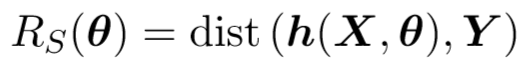 R_S(θ) = dist (h(X, θ), Y)